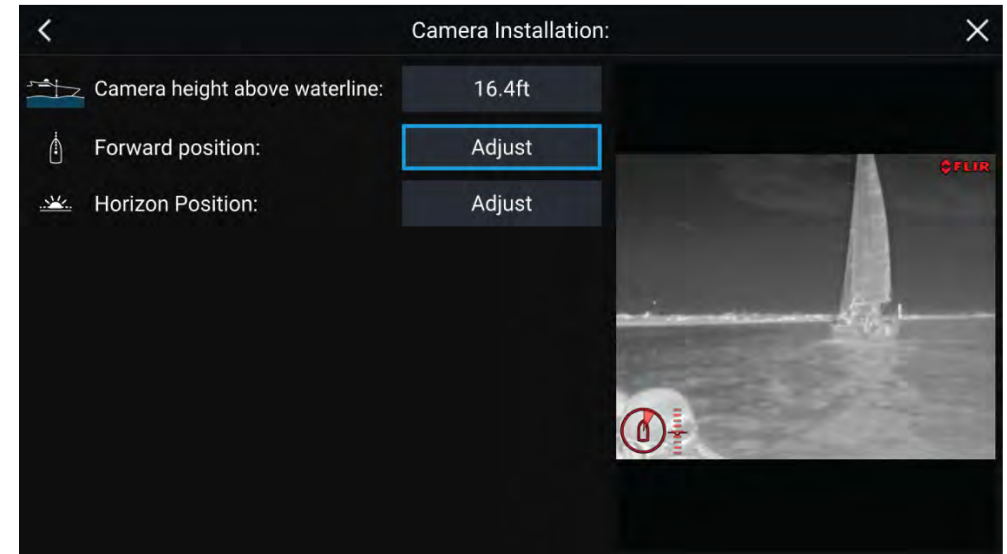 Camera Installation:
Camera height above waterline: 16.4ft
Forward position: Adjust
Horizon Position: Adjust
FLIR